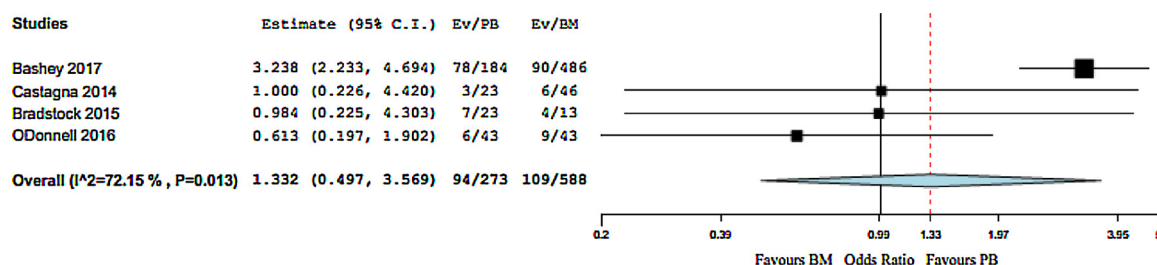 Studies Estimate (95% C.I.) Ev/PB Ev/BM
Bashey 2017 3.238 (2.233, 4.694) 78/184 90/486
Castagna 2014 1.000 (0.226, 4.420) 3/23 6/46
Bradstock 2015 0.984 (0.225, 4.303) 7/23 4/13
ODonnell 2016 0.613 (0.197, 1.902) 6/43 9/43
Overall (I^2=72.15 % , P=0.013) 1.332 (0.497, 3.569) 94/273 109/588
0.2 0.39 0.99 1.33 1.97 3.95
Favours BM Odds Ratio Favours PB